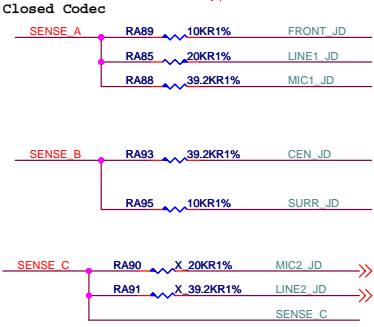 Closed Codec
SENSE_A RA89 10KR1% FRONT_JD
RA85 20KR1% LINE1_JD
RA88 39.2KR1% MIC1_JD
SENSE_B RA93 39.2KR1% CEN_JD
RA95 10KR1% SURR_JD
SENSE_C RA90 X_20KR1% MIC2_JD
RA91 X_39.2KR1% LINE2_JD
SENSE_C